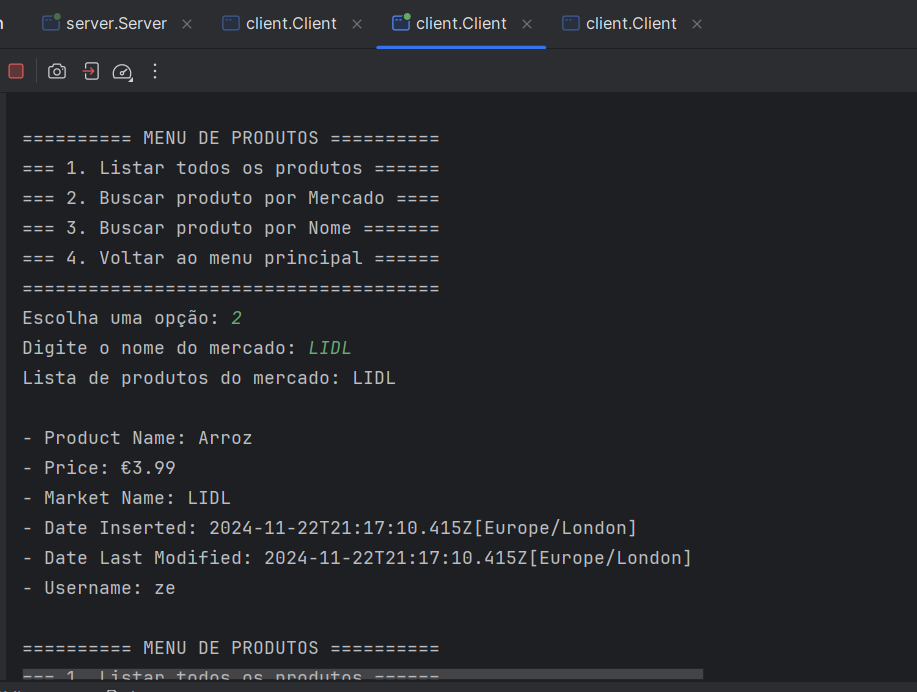 server.Server
client.Client
client.Client
client.Client
========== MENU DE PRODUTOS ==========
=== 1. Listar todos os produtos ======
=== 2. Buscar produto por Mercado ====
=== 3. Buscar produto por Nome =======
=== 4. Voltar ao menu principal ======
======================================
Escolha uma opção: 2
Digite o nome do mercado: LIDL
Lista de produtos do mercado: LIDL
- Product Name: Arroz
- Price: €3.99
- Market Name: LIDL
- Date Inserted: 2024-11-22T21:17:10.415Z[Europe/London]
- Date Last Modified: 2024-11-22T21:17:10.415Z[Europe/London]
- Username: ze
========== MENU DE PRODUTOS ==========
=== 1. Listar todos os produtos ======